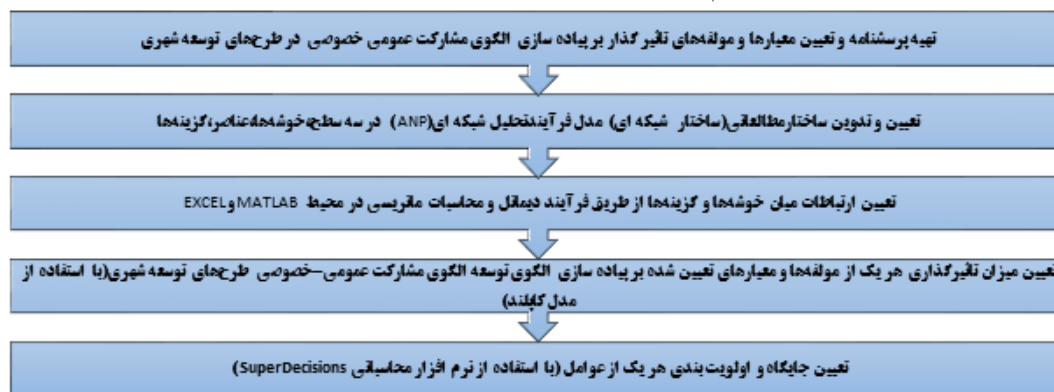 تهیه پرسشنامه و تعیین معیارها و مولفه‌های تاثیر گذار بر پیاده سازی الگوی مشارکت عمومی خصوصی در طرح‌های توسعه شهری
تعیین و تدوین ساختار مطالعاتی (ساختار شبکه ای) مدل فرآیند تحلیل شبکه ای (ANP) در سه سطح، خوشه‌ها، عناصر، گزینه‌ها
تعیین ارتباطات میان خوشه‌ها و گزینه‌ها از طریق فرآیند دیماتل و محاسبات ماتریسی در محیط MATLAB و EXCEL
تعیین میزان تأثیرگذاری هر یک از مولفه‌ها و معیارهای تعیین شده بر پیاده سازی الگوی توسعه الگوی مشارکت عمومی–خصوصی طرح‌های توسعه شهری (با استفاده از
مدل کاپلند)
تعیین جایگاه و اولویت بندی هر یک از عوامل (با استفاده از نرم افزار محاسباتی SuperDecisions)